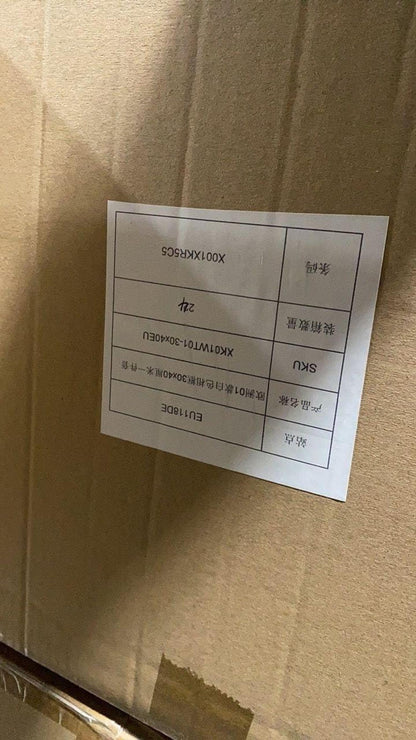 站点 EU118DE
产品名称 欧洲01款白色相框30x40厘米一件套
SKU XK01WT01-30x40EU
装箱数量 24
条码 X001XKR5C5